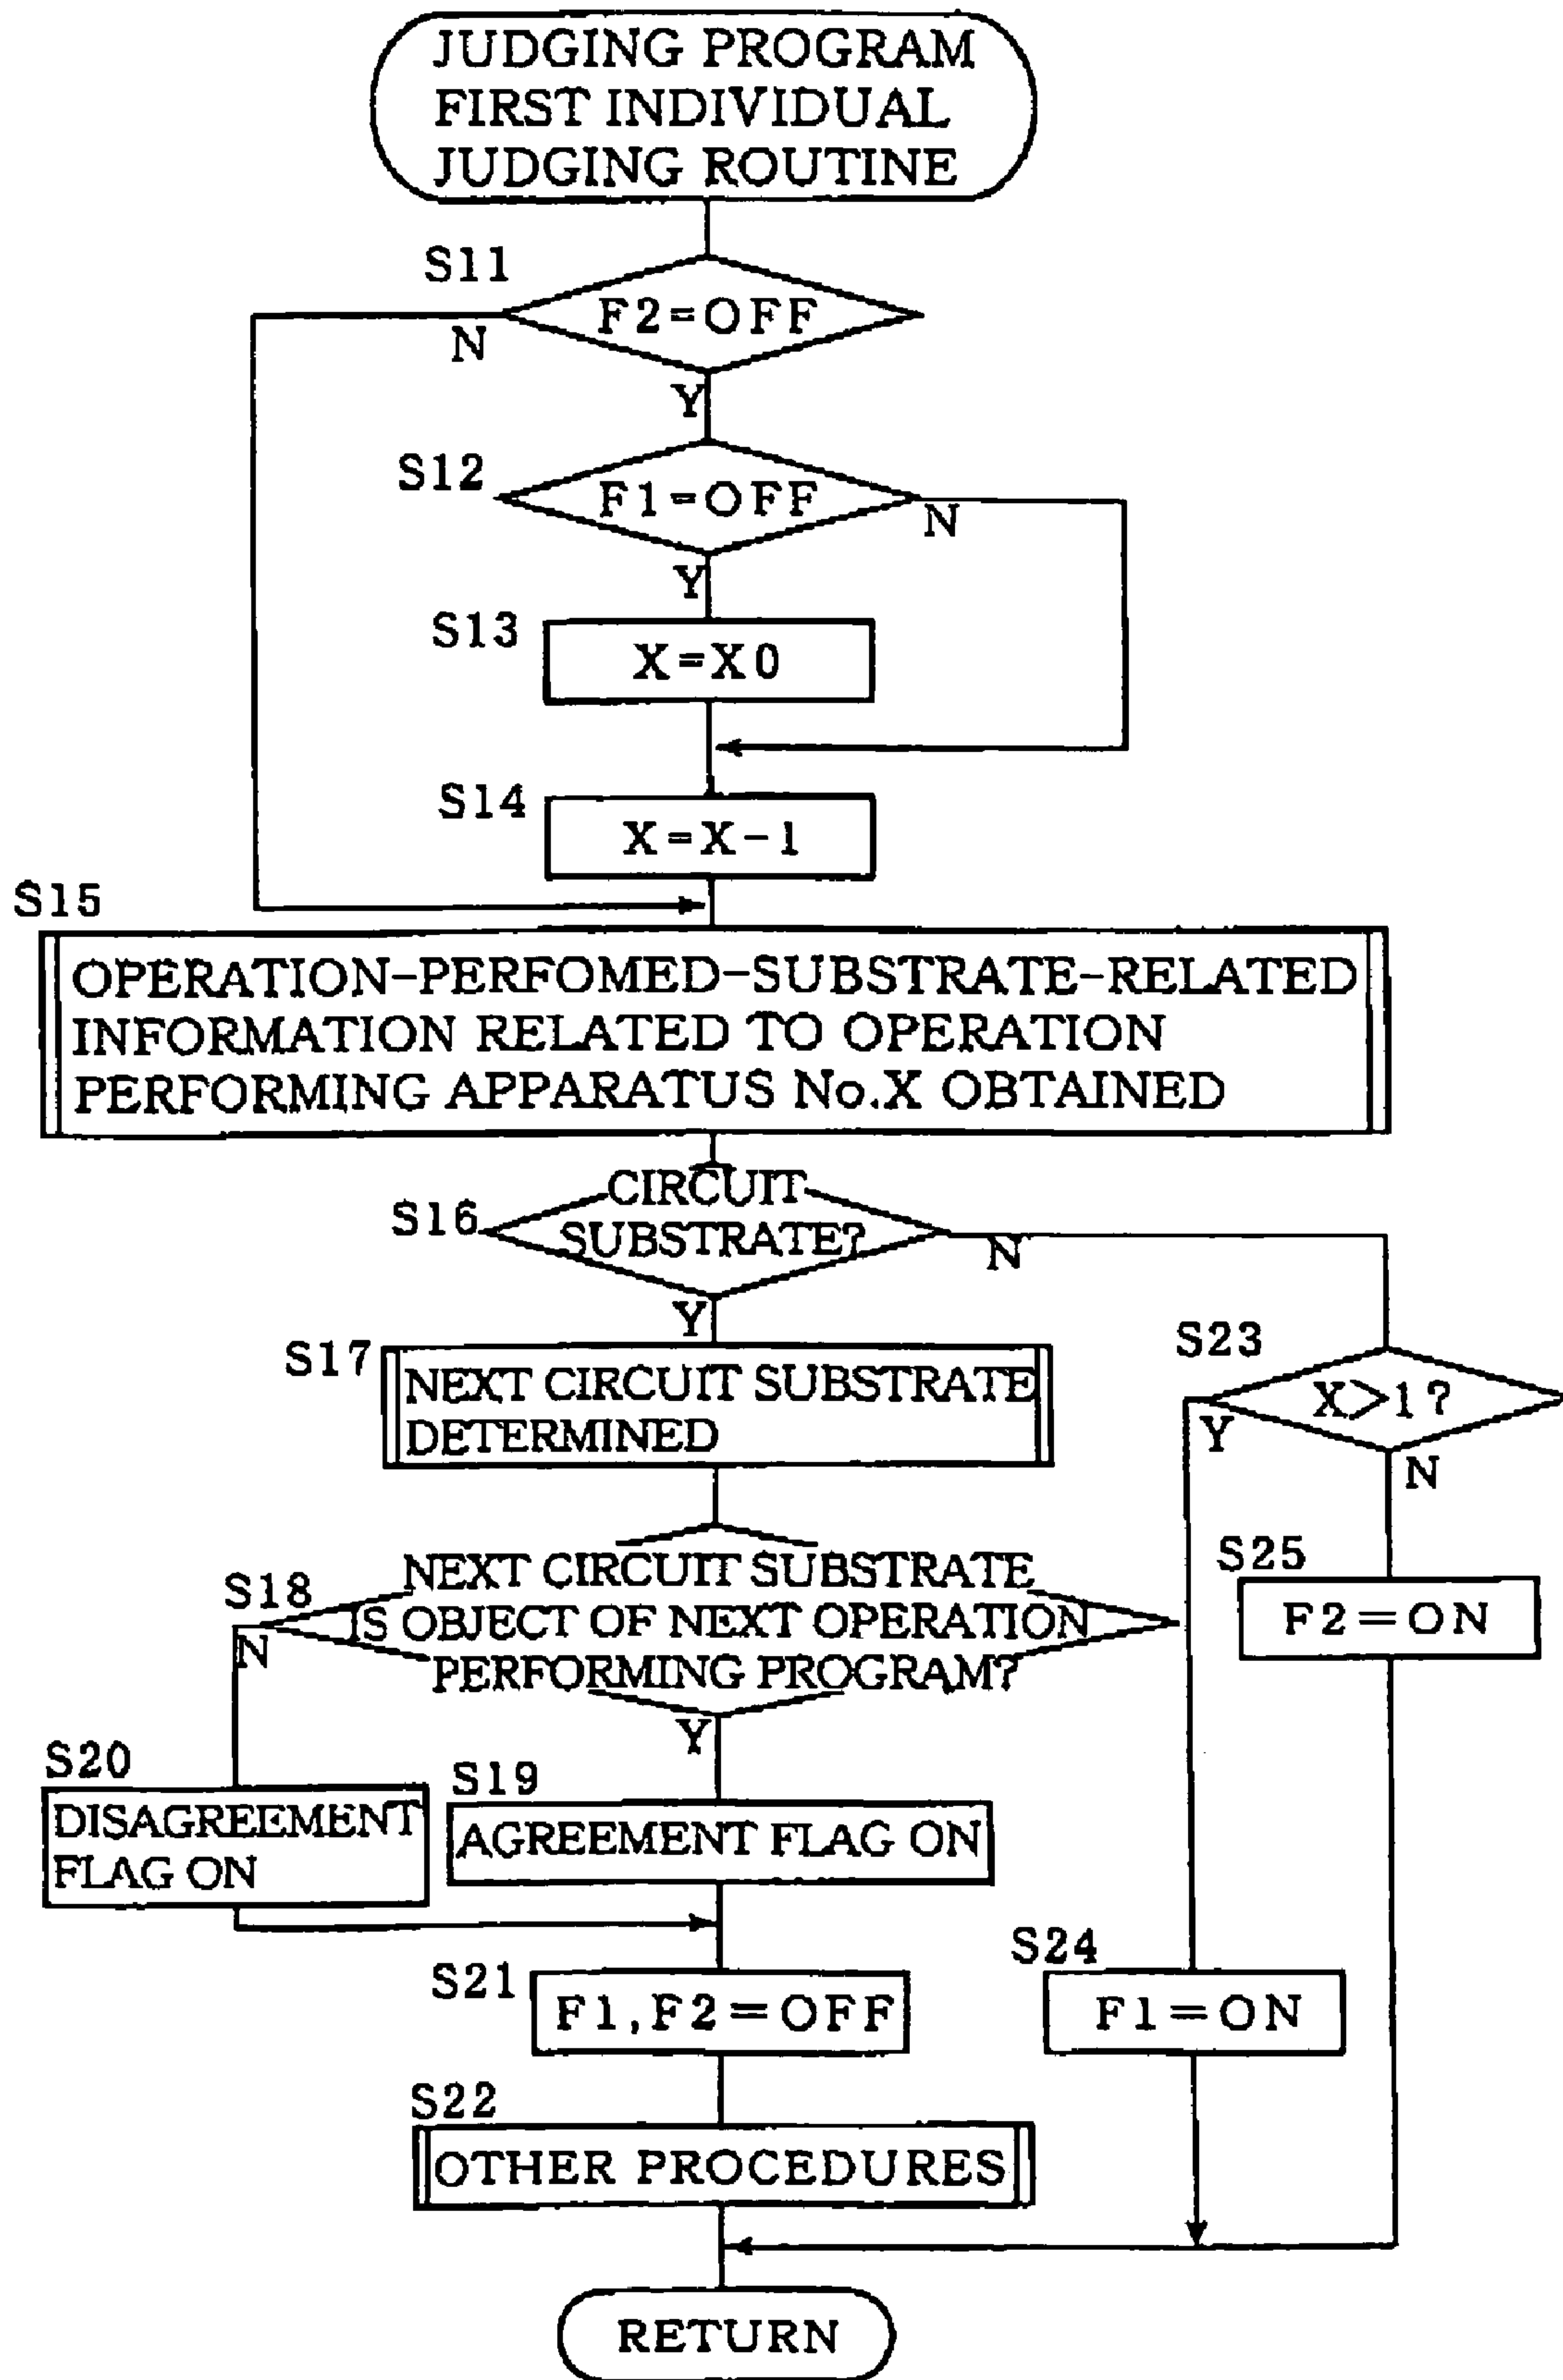 JUDGING PROGRAM
FIRST INDIVIDUAL
JUDGING ROUTINE
S11
F2=OFF
N
Y
S12
F1=OFF
N
Y
S13
X=X0
S14
X=X-1
S15
OPERATION-PERFOMED-SUBSTRATE-RELATED
INFORMATION RELATED TO OPERATION
PERFORMING APPARATUS No.X OBTAINED
S16
CIRCUIT
SUBSTRATE?
N
Y
S17
NEXT CIRCUIT SUBSTRATE
DETERMINED
S23
X>1?
Y
N
S18
NEXT CIRCUIT SUBSTRATE
IS OBJECT OF NEXT OPERATION
PERFORMING PROGRAM?
N
Y
S25
F2=ON
S20
DISAGREEMENT
FLAG ON
S19
AGREEMENT FLAG ON
S21
F1,F2=OFF
S24
F1=ON
S22
OTHER PROCEDURES
RETURN